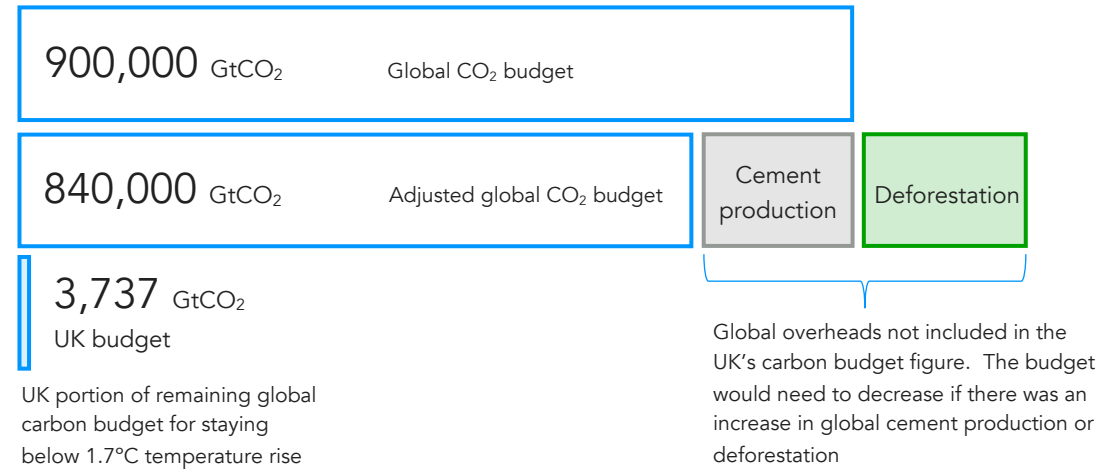 900,000 GtCO₂ Global CO₂ budget
840,000 GtCO₂ Adjusted global CO₂ budget
Cement
production
Deforestation
3,737 GtCO₂
UK budget
UK portion of remaining global
carbon budget for staying
below 1.7°C temperature rise
Global overheads not included in the
UK’s carbon budget figure.  The budget
would need to decrease if there was an
increase in global cement production or
deforestation